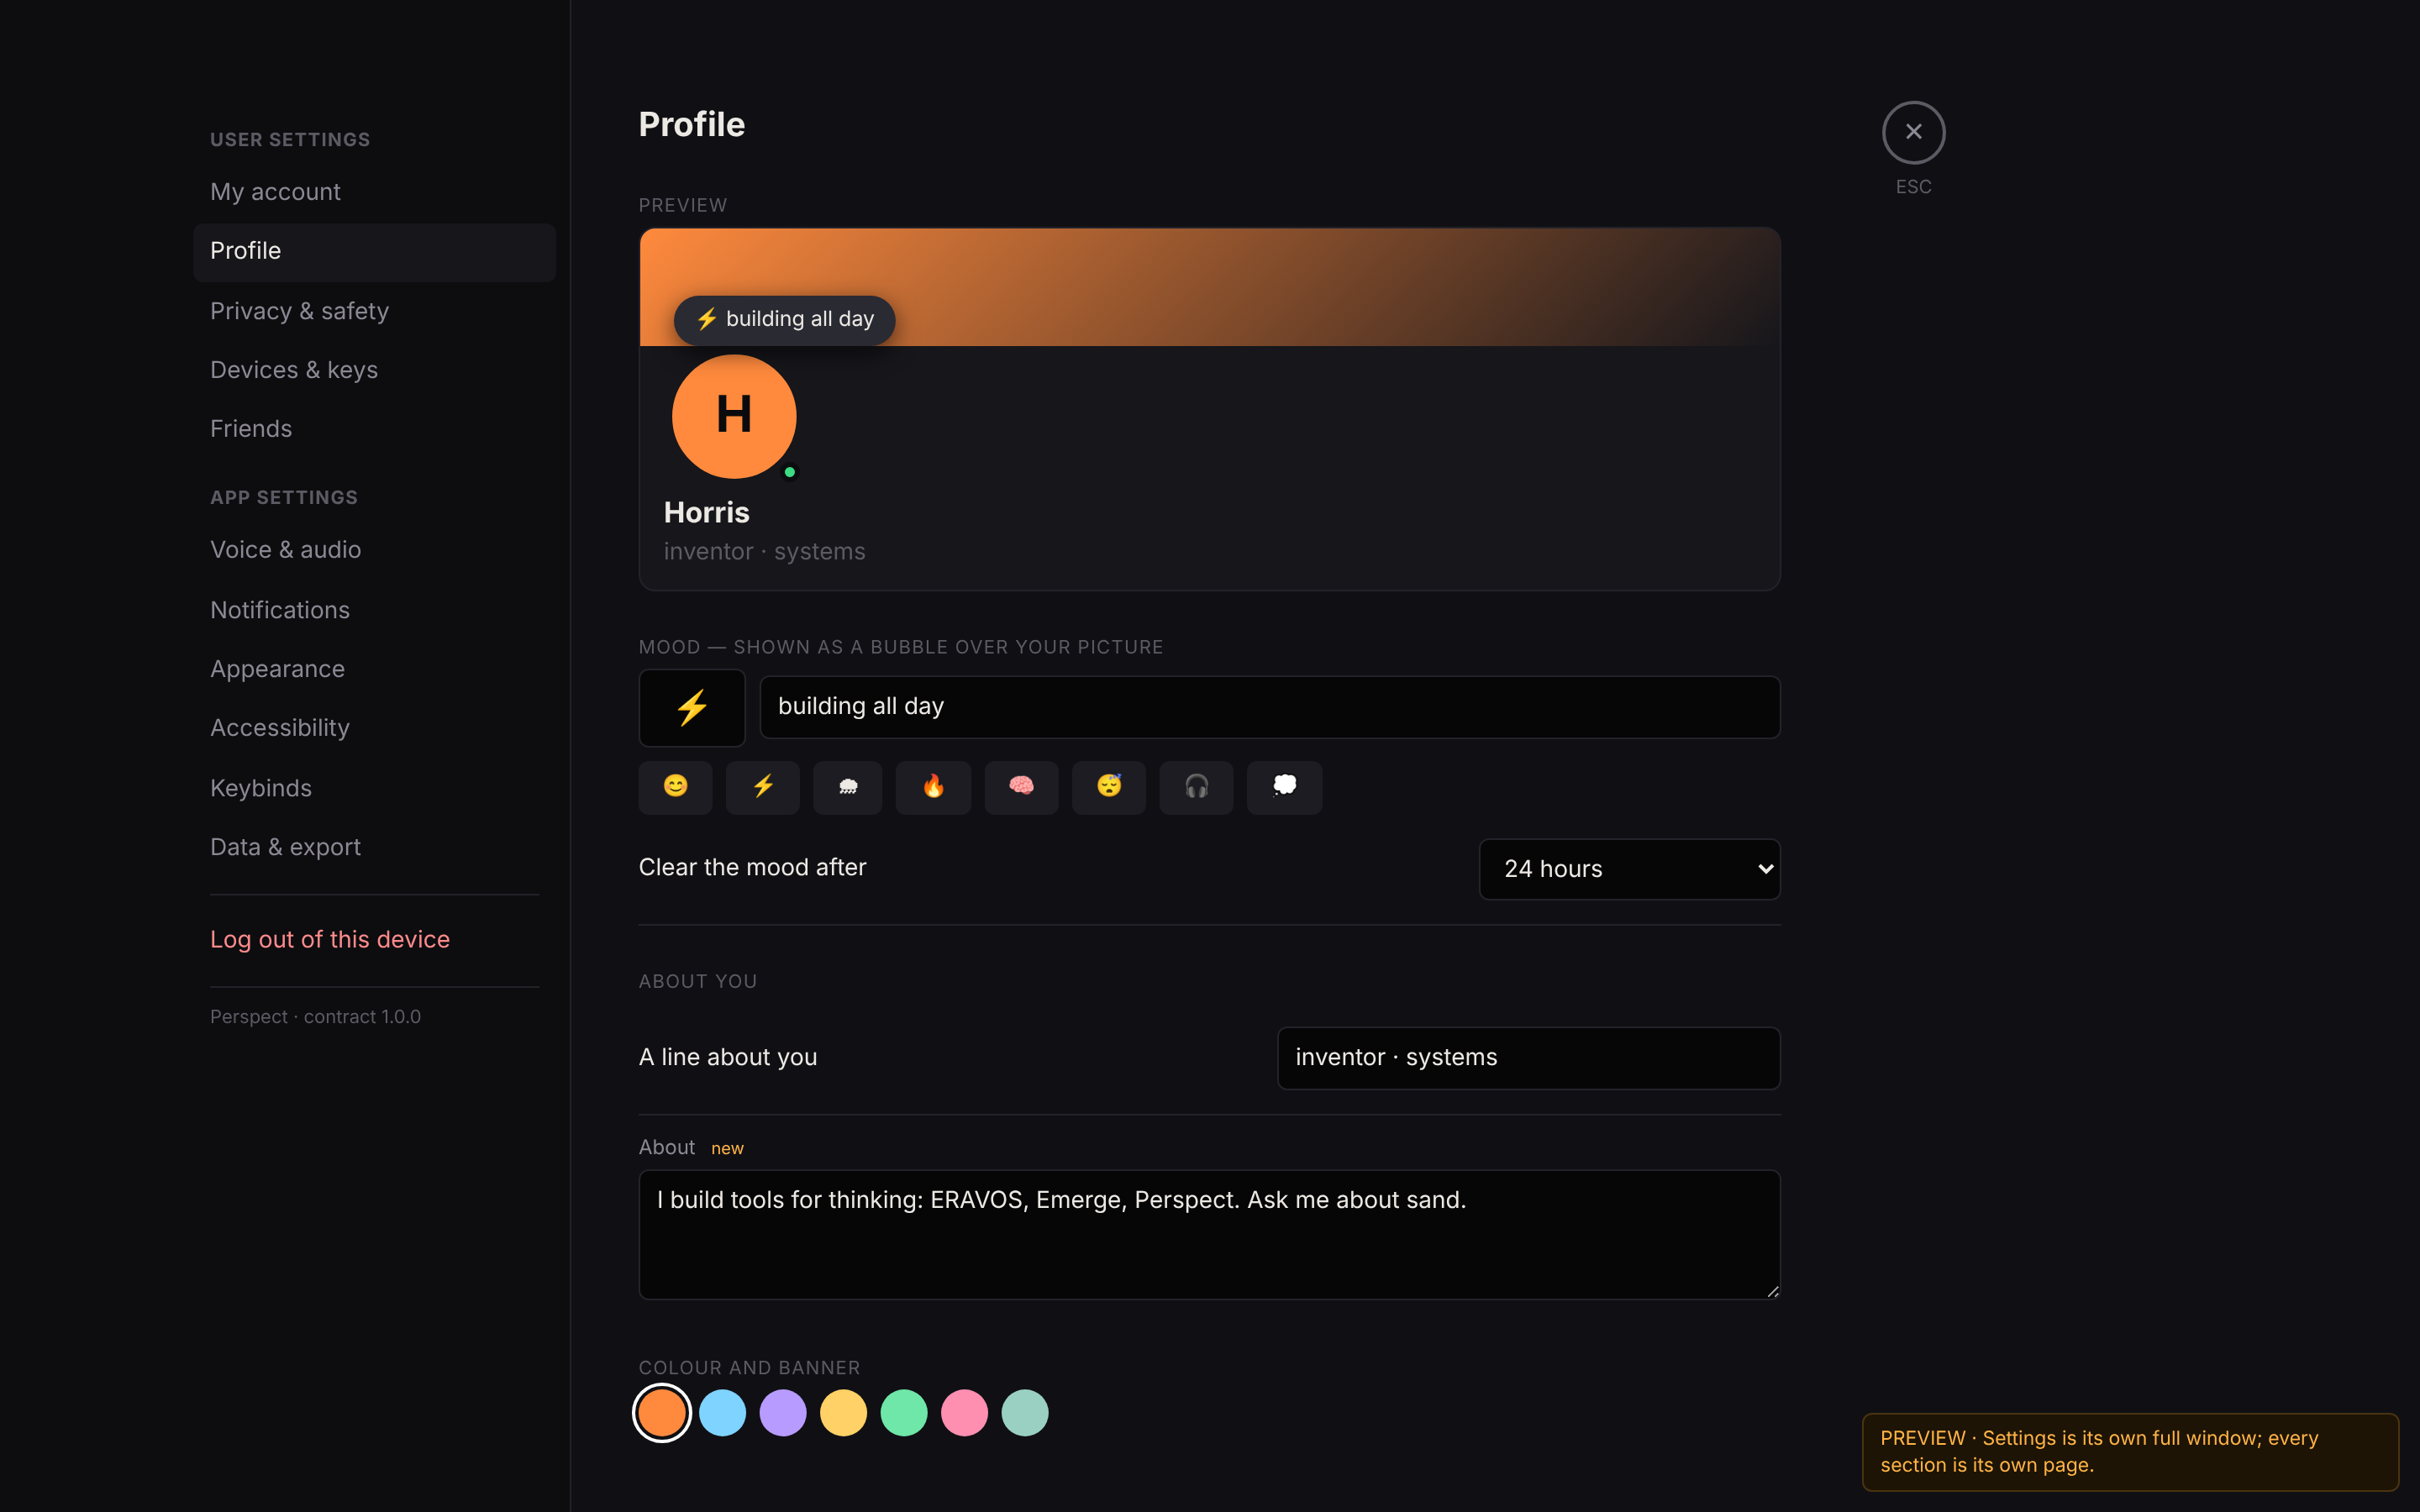 USER SETTINGS
My account
Profile
Privacy & safety
Devices & keys
Friends
APP SETTINGS
Voice & audio
Notifications
Appearance
Accessibility
Keybinds
Data & export
Log out of this device
Perspect · contract 1.0.0
Profile
ESC
PREVIEW
⚡ building all day
H
Horris
inventor · systems
MOOD — SHOWN AS A BUBBLE OVER YOUR PICTURE
⚡ building all day
😊 ⚡ 🌧 🔥 🧠 😴 🎧 💭
Clear the mood after
24 hours
ABOUT YOU
A line about you
inventor · systems
About new
I build tools for thinking: ERAVOS, Emerge, Perspect. Ask me about sand.
COLOUR AND BANNER
PREVIEW · Settings is its own full window; every
section is its own page.